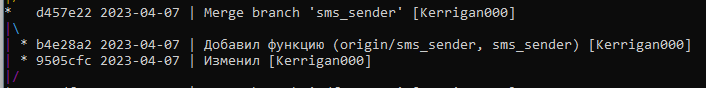 *   d457e22 2023-04-07 | Merge branch 'sms_sender' [Kerrigan000]
|\
| * b4e28a2 2023-04-07 | Добавил функцию (origin/sms_sender, sms_sender) [Kerrigan000]
| * 9505cfc 2023-04-07 | Изменил [Kerrigan000]
|/